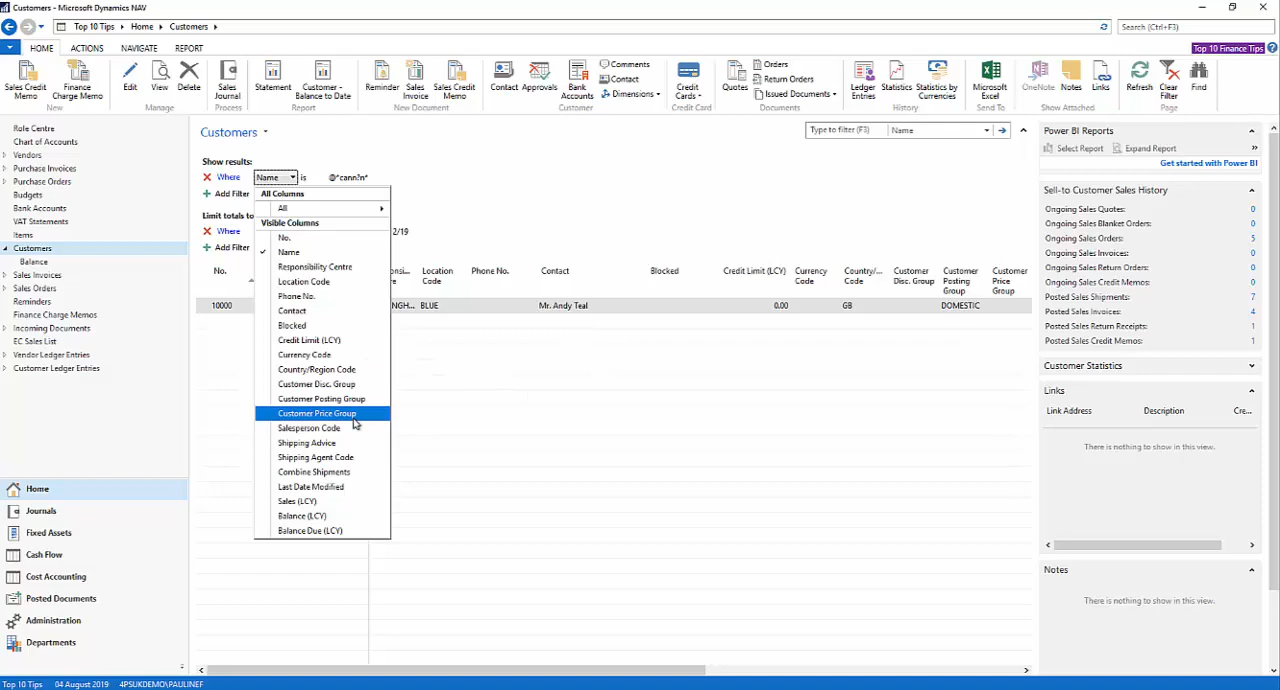 Customers - Microsoft Dynamics NAV
Top 10 Tips Home Customers
Search (Ctrl+F3)
HOME ACTIONS NAVIGATE REPORT
Top 10 Finance Tips
Sales Credit Memo
Finance Charge Memo
New
Edit
View
Delete
Manage
Sales Journal
Process
Statement
Customer - Balance to Date
Report
Reminder
Sales Invoice
Sales Credit Memo
New Document
Contact
Approvals
Bank Accounts
Comments
Contact
Dimensions
Customer
Credit Cards
Credit Card
Quotes
Orders
Return Orders
Issued Documents
Documents
Ledger Entries
Statistics
Statistics by Currencies
History
Microsoft Excel
Send To
OneNote
Notes
Links
Show Attached
Refresh
Clear Filter
Find
Page
Role Centre
Chart of Accounts
Vendors
Purchase Invoices
Purchase Orders
Budgets
Bank Accounts
VAT Statements
Items
Customers
Balance
Sales Invoices
Sales Orders
Reminders
Finance Charge Memos
Incoming Documents
EC Sales List
Vendor Ledger Entries
Customer Ledger Entries
Home
Journals
Fixed Assets
Cash Flow
Cost Accounting
Posted Documents
Administration
Departments
Customers
Type to filter (F3) Name
Show results:
Where Name is @*cann?n*
Add Filter
Limit totals to
Where 2/19
Add Filter
All Columns
All
Visible Columns
No.
Name
Responsibility Centre
Location Code
Phone No.
Contact
Blocked
Credit Limit (LCY)
Currency Code
Country/Region Code
Customer Disc. Group
Customer Posting Group
Customer Price Group
Salesperson Code
Shipping Advice
Shipping Agent Code
Combine Shipments
Last Date Modified
Sales (LCY)
Balance (LCY)
Balance Due (LCY)
No.
Location Code
Phone No.
Contact
Blocked
Credit Limit (LCY)
Currency Code
Country/... Code
Customer Disc. Group
Customer Posting Group
Customer Price Group
10000 NGH... BLUE Mr. Andy Teal 0.00 GB DOMESTIC
Power BI Reports
Select Report Expand Report
Get started with Power BI
Sell-to Customer Sales History
Ongoing Sales Quotes: 0
Ongoing Sales Blanket Orders: 0
Ongoing Sales Orders: 5
Ongoing Sales Invoices: 0
Ongoing Sales Return Orders: 0
Ongoing Sales Credit Memos: 0
Posted Sales Shipments: 7
Posted Sales Invoices: 4
Posted Sales Return Receipts: 1
Posted Sales Credit Memos: 1
Customer Statistics
Links
Link Address Description Cre...
There is nothing to show in this view.
Notes
There is nothing to show in this view.
Top 10 Tips 04 August 2019 4PSUKDEMO\PAULINEF